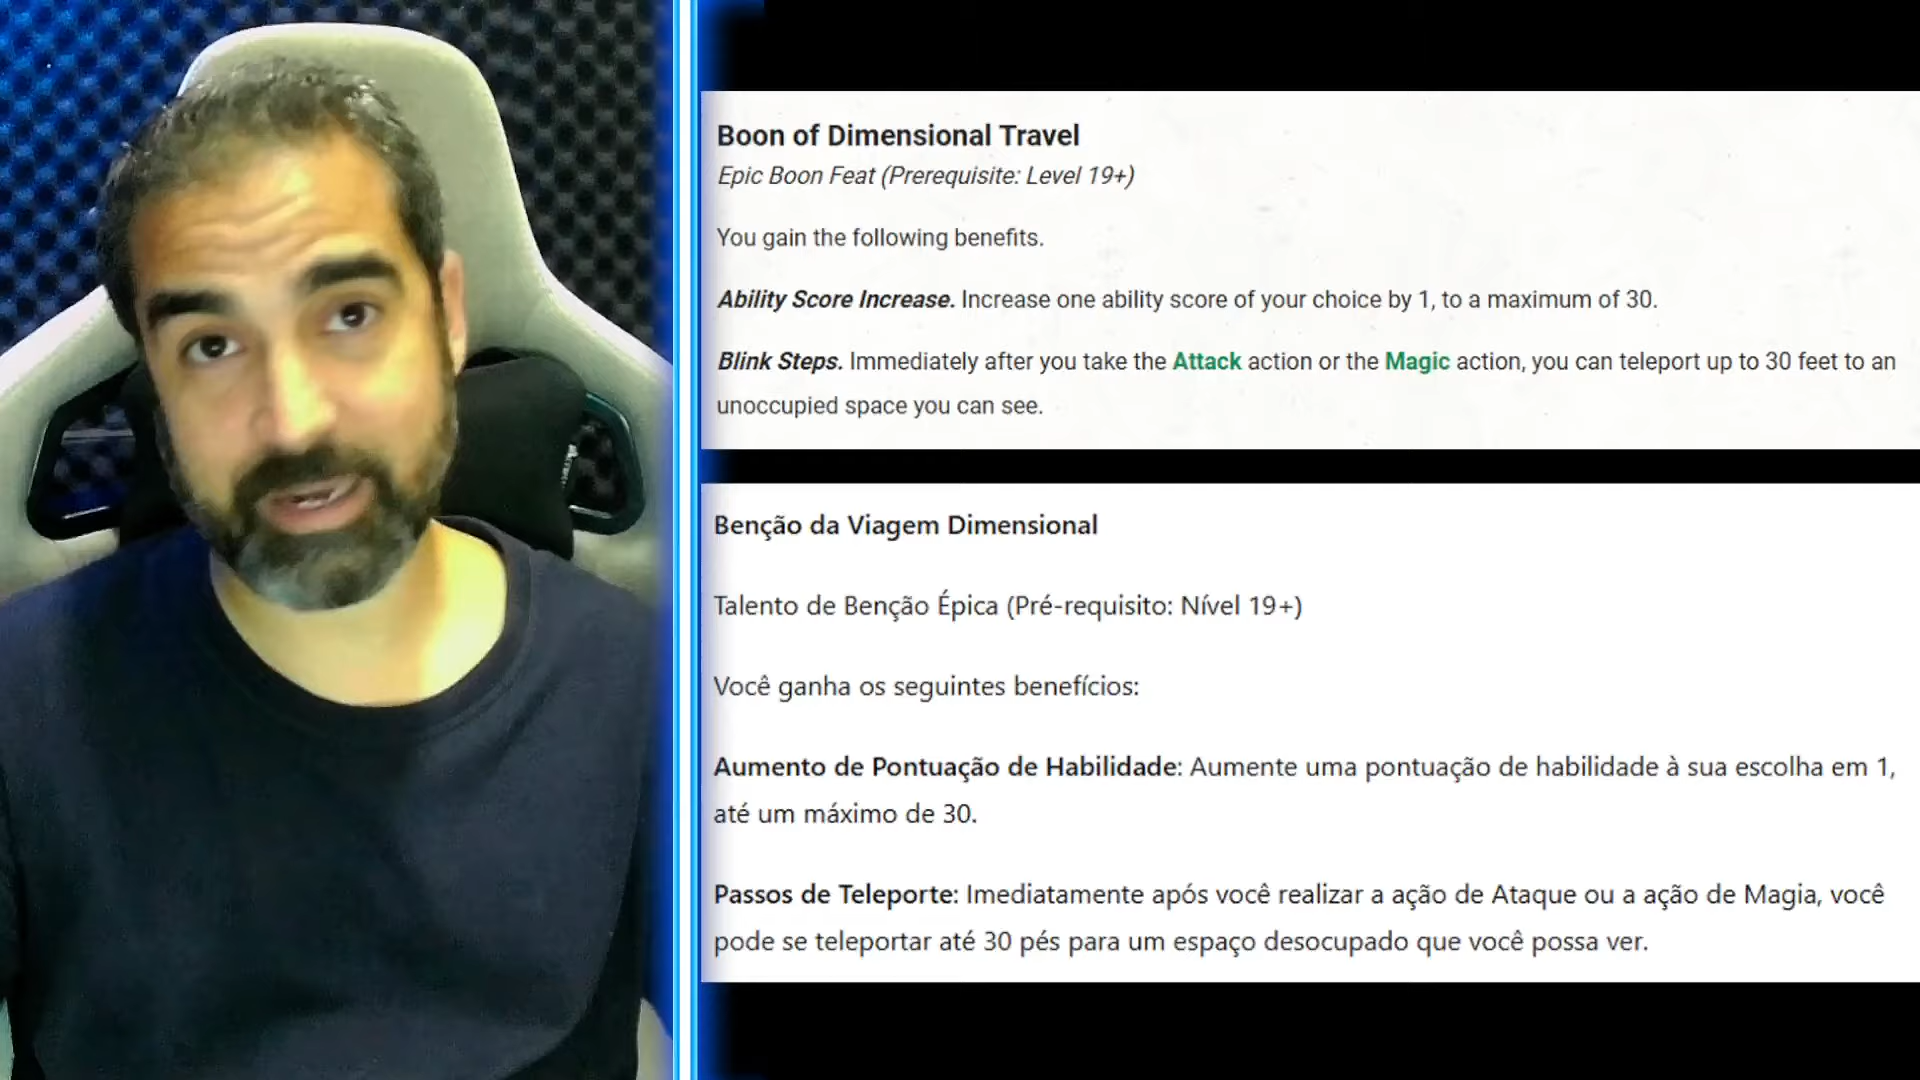 Boon of Dimensional Travel
Epic Boon Feat (Prerequisite: Level 19+)
You gain the following benefits.
Ability Score Increase. Increase one ability score of your choice by 1, to a maximum of 30.
Blink Steps. Immediately after you take the Attack action or the Magic action, you can teleport up to 30 feet to an
unoccupied space you can see.
Benção da Viagem Dimensional
Talento de Benção Épica (Pré-requisito: Nível 19+)
Você ganha os seguintes benefícios:
Aumento de Pontuação de Habilidade: Aumente uma pontuação de habilidade à sua escolha em 1,
até um máximo de 30.
Passos de Teleporte: Imediatamente após você realizar a ação de Ataque ou a ação de Magia, você
pode se teleportar até 30 pés para um espaço desocupado que você possa ver.